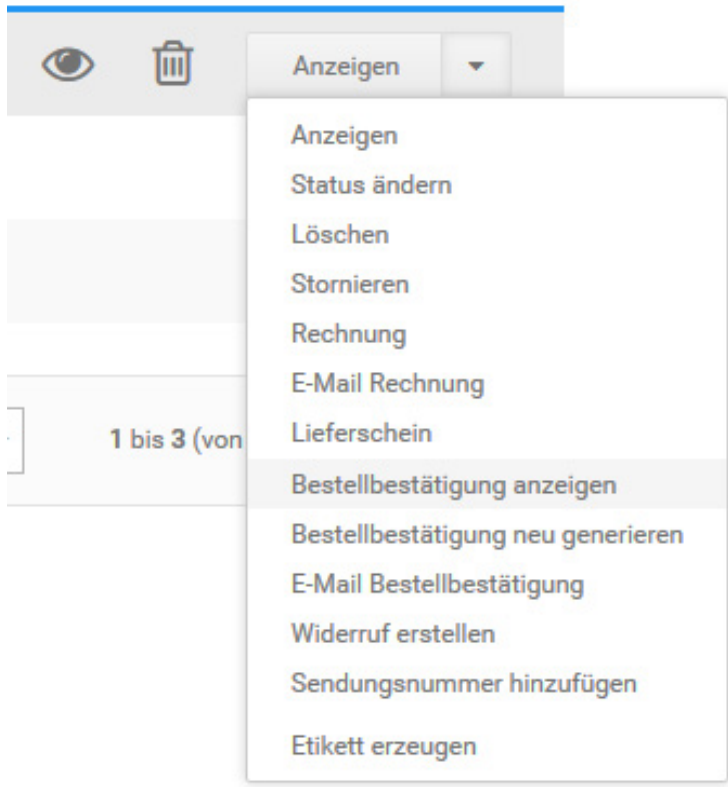 Anzeigen
Anzeigen
Status ändern
Löschen
Stornieren
Rechnung
E-Mail Rechnung
Lieferschein
1 bis 3 (von
Bestellbestätigung anzeigen
Bestellbestätigung neu generieren
E-Mail Bestellbestätigung
Widerruf erstellen
Sendungsnummer hinzufügen
Etikett erzeugen